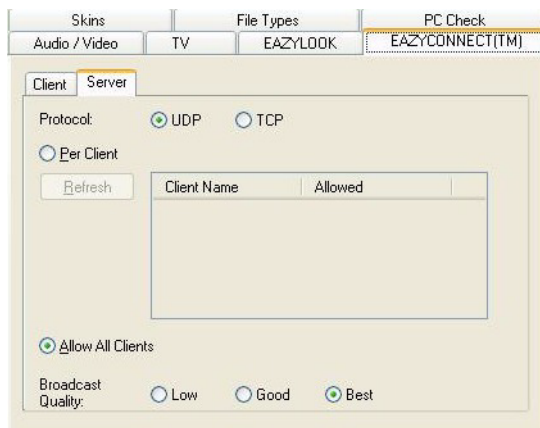 Skins File Types PC Check
Audio / Video TV EAZYLOOK EAZYCONNECT(TM)
Client Server
Protocol: UDP TCP
Per Client
Refresh Client Name Allowed
Allow All Clients
Broadcast
Quality: Low Good Best